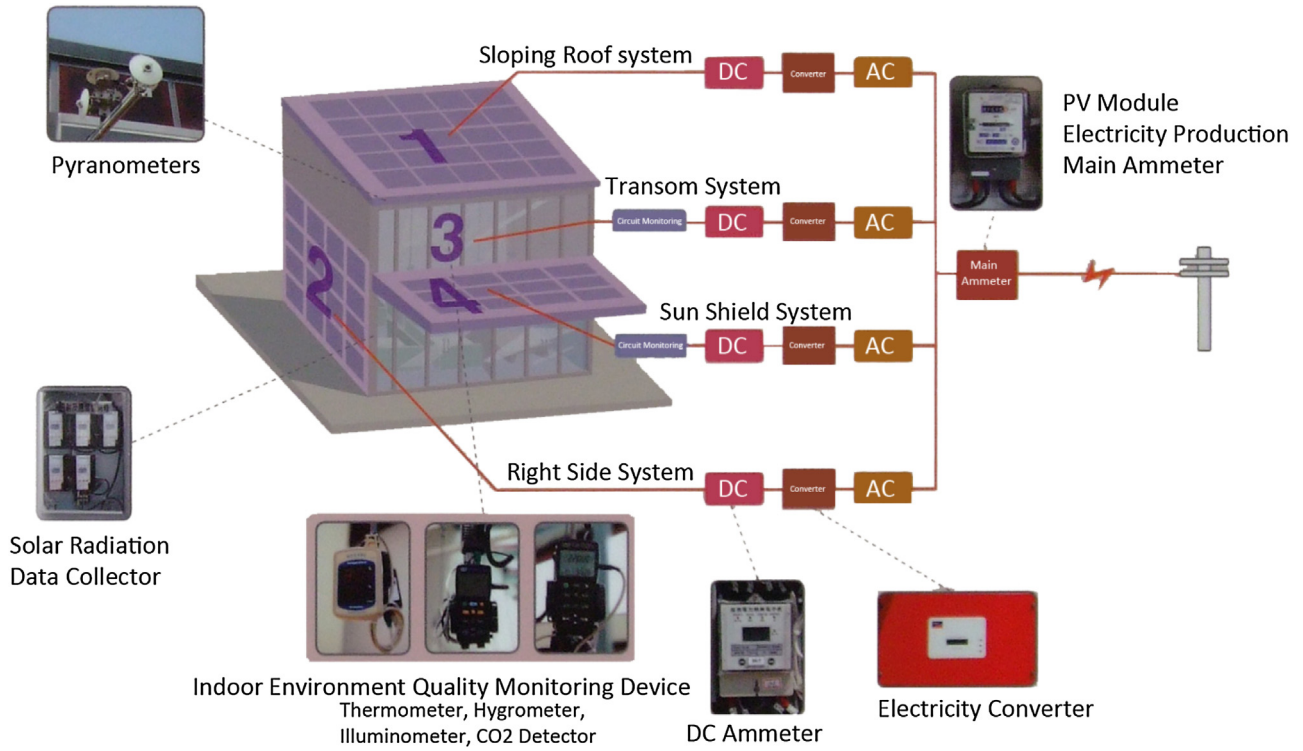 Sloping Roof system
DC
Converter
AC
Pyranometers
PV Module
Electricity Production
Main Ammeter
1
Transom System
Circuit Monitoring
DC
Converter
AC
3
2
4
Main
Ammeter
Sun Shield System
Circuit Monitoring
DC
Converter
AC
Right Side System
DC
Converter
AC
Solar Radiation
Data Collector
Indoor Environment Quality Monitoring Device
Thermometer, Hygrometer,
Illuminometer, CO2 Detector
DC Ammeter
Electricity Converter